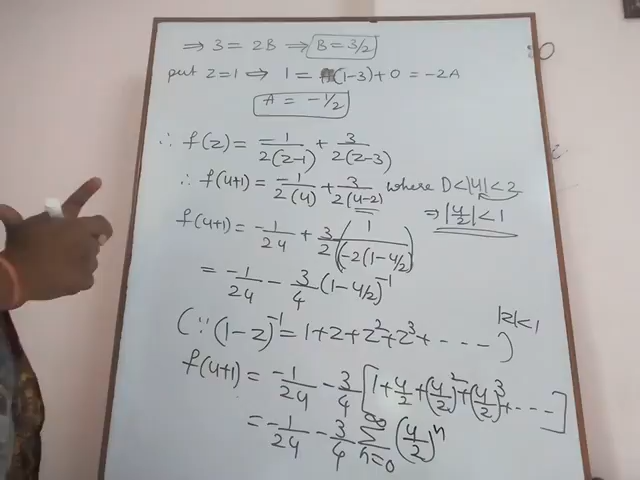 ⇒ 3 = 2B ⇒ B = 3/2
put z=1 ⇒ 1 = A(1-3)+0 = -2A
A = -1/2
∴ f(z) = -1/2(z-1) + 3/2(z-3)
∴ f(u+1) = -1/2(u) + 3/2(u-2) where 0<|u|<2
⇒ |u/2| < 1
f(u+1) = -1/2u + 3/2 (1/(-2(1-u/2)))
= -1/2u - 3/4 (1-u/2)^-1
(∵ (1-z)^-1 = 1+z+z^2+z^3+ - - - - ) |z|<1
f(u+1) = -1/2u - 3/4 [1+u/2+(u/2)^2+(u/2)^3+ - - - ]
= -1/2u - 3/4 ∑_{n=0}^∞ (u/2)^n